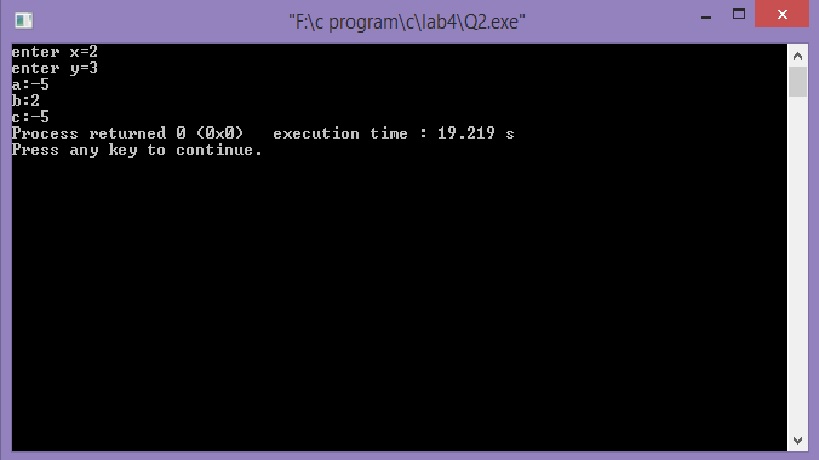 "F:\c program\c\lab4\Q2.exe"
enter x=2
enter y=3
a:-5
b:2
c:-5
Process returned 0 (0x0)   execution time : 19.219 s
Press any key to continue.